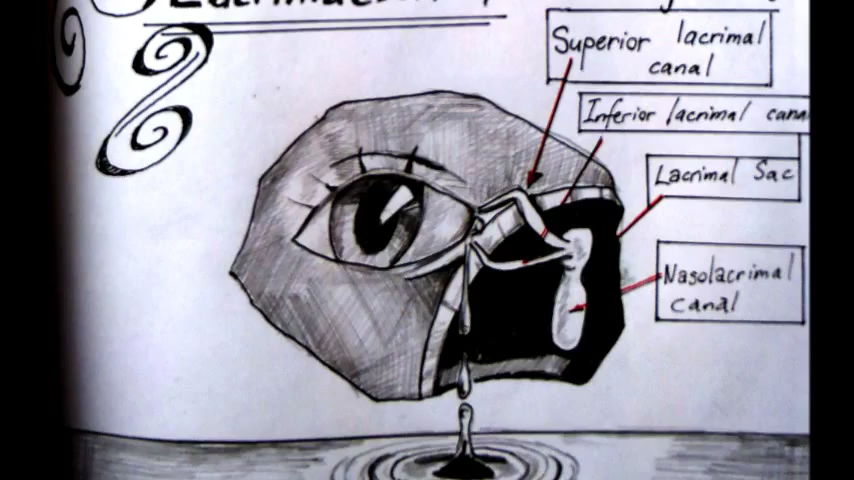 Superior lacrimal
canal
Inferior lacrimal
Lacrimal Sac
Nasolacrimal
canal